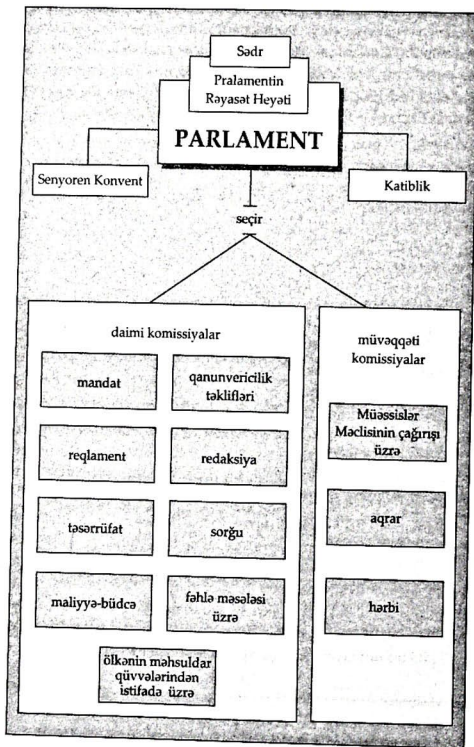 Sədr
Pralamentin
Rəyasət Heyəti
PARLAMENT
Senyoren Konvent
Katiblik
seçir
daimi komissiyalar
mandat
qanunvericilik
təklifləri
reqlament
redaksiya
təsərrüfat
sorğu
maliyyə-büdcə
fəhlə məsələsi
üzrə
ölkənin məhsuldar
qüvvələrindən
istifadə üzrə
müvəqqəti
komissiyalar
Müəssislər
Məclisinin çağırışı
üzrə
aqrar
hərbi